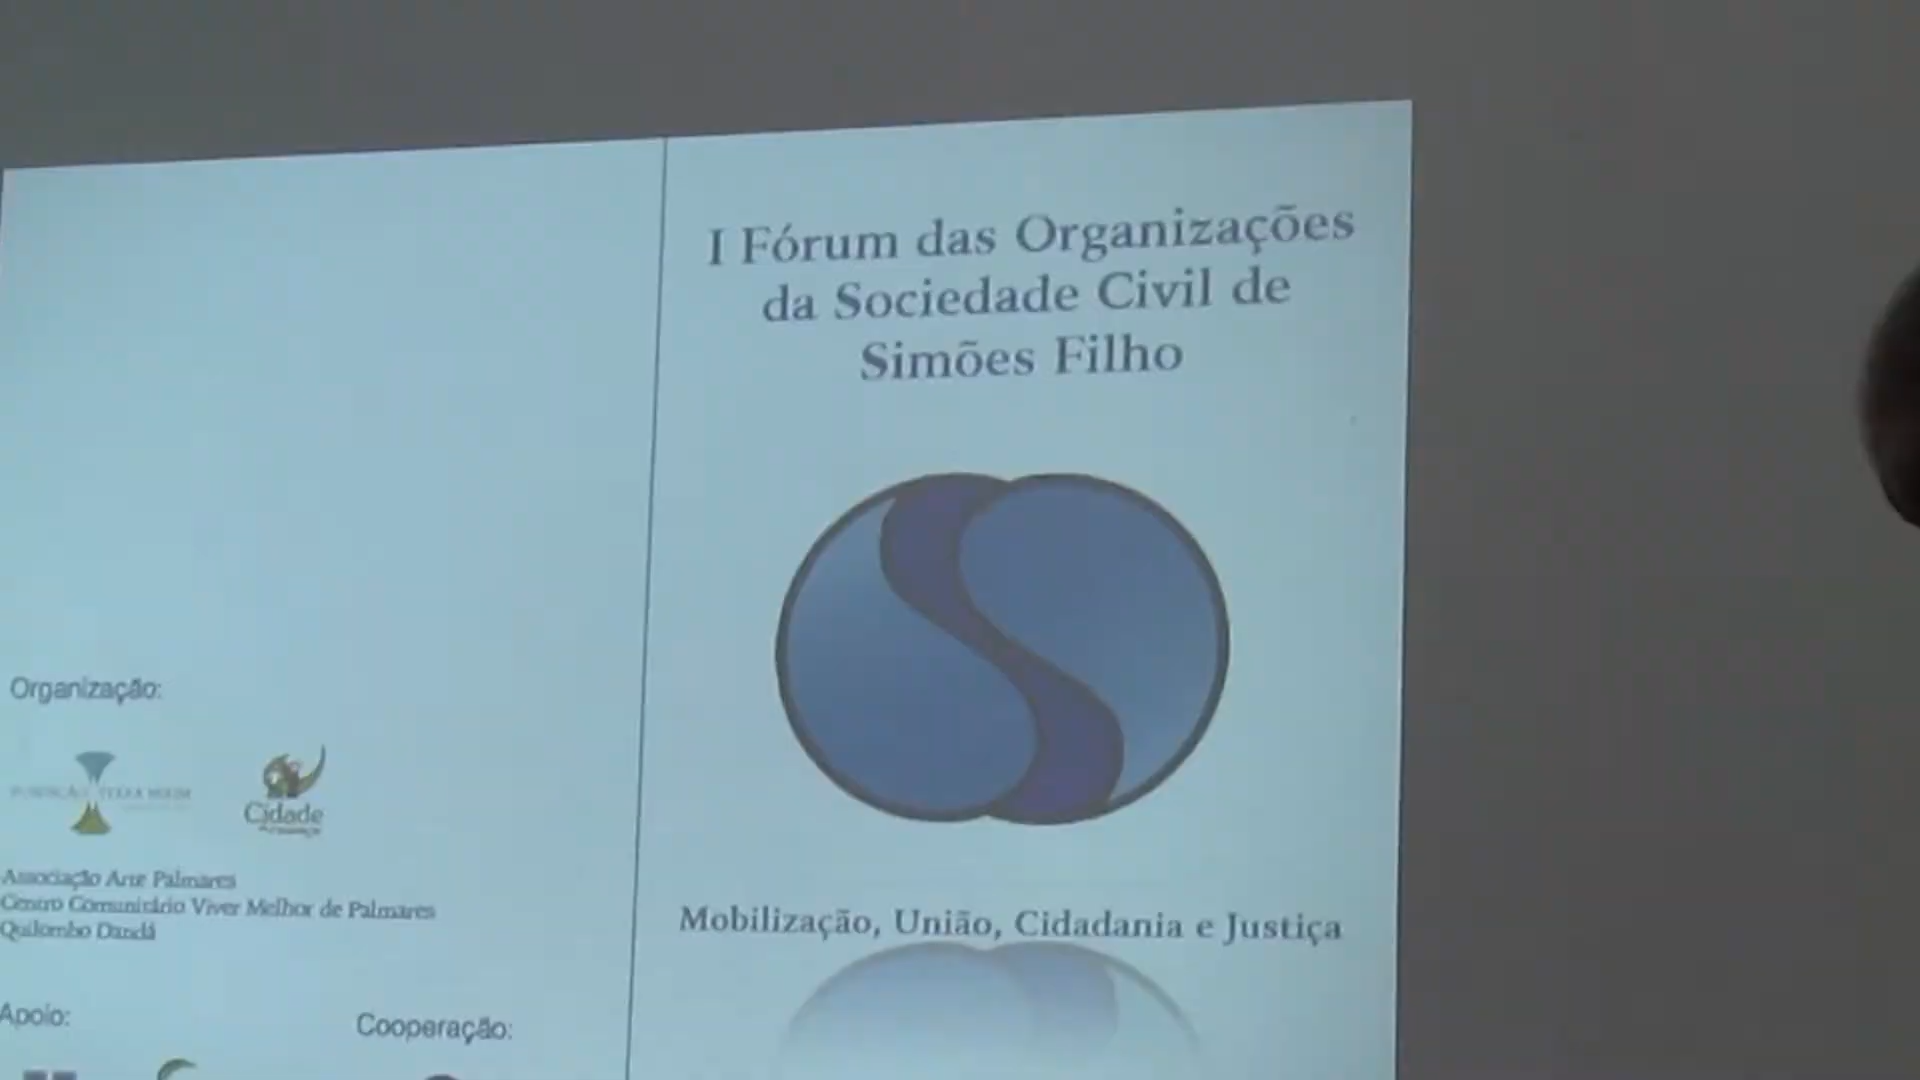 I Fórum das Organizações
da Sociedade Civil de
Simões Filho
Mobilização, União, Cidadania e Justiça
Organização:
Cidade
Associação Arte Palmares
Centro Comunitário Viver Melhor de Palmares
Quilombo Dandá
Apoio:
Cooperação: